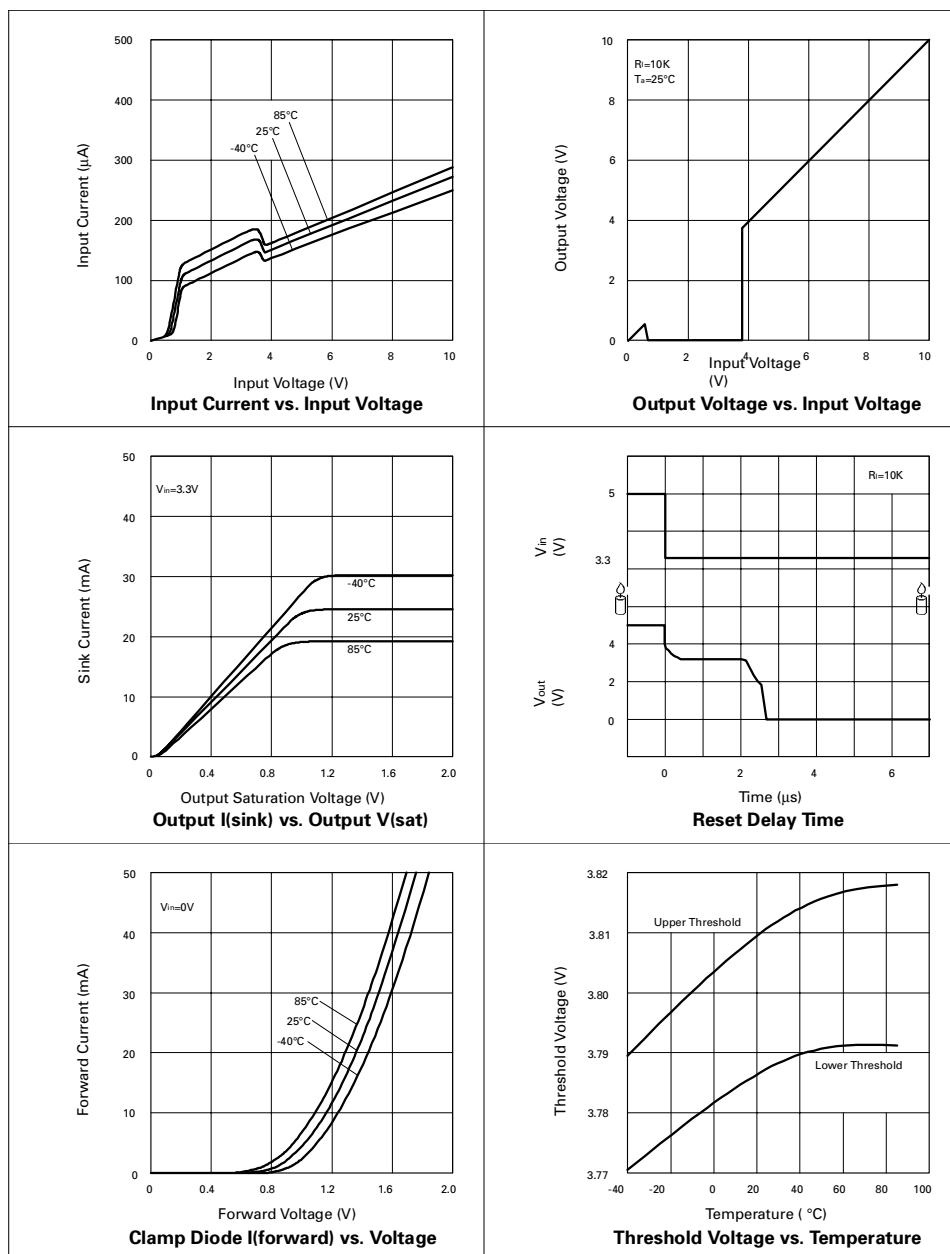 500
400
300
200
100
0
Input Current (μA)
85°C
25°C
-40°C
0 2 4 6 8 10
Input Voltage (V)
Input Current vs. Input Voltage
10
8
6
4
2
0
Output Voltage (V)
Rl=10K
Ta=25°C
0 2 4 6 8 10
Input Voltage
(V)
Output Voltage vs. Input Voltage
50
40
30
20
10
0
Sink Current (mA)
Vin=3.3V
-40°C
25°C
85°C
0 0.4 0.8 1.2 1.6 2.0
Output Saturation Voltage (V)
Output I(sink) vs. Output V(sat)
Rl=10K
5
3.3
Vin
(V)
4
2
0
Vout
(V)
0 2 4 6
Time (μs)
Reset Delay Time
50
40
30
20
10
0
Forward Current (mA)
Vin=0V
85°C
25°C
-40°C
0 0.4 0.8 1.2 1.6 2.0
Forward Voltage (V)
Clamp Diode I(forward) vs. Voltage
3.82
3.81
3.80
3.79
3.78
3.77
Threshold Voltage (V)
Upper Threshold
Lower Threshold
-40 -20 0 20 40 60 80 100
Temperature ( °C)
Threshold Voltage vs. Temperature